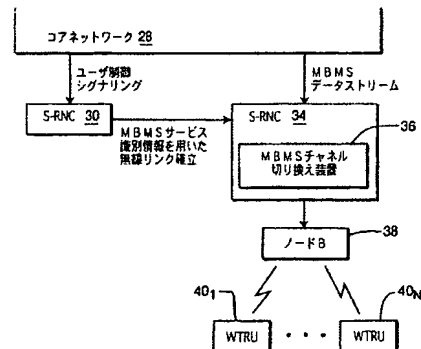 コアネットワーク 28
ユーザ制御
シグナリング
MBMS
データストリーム
S-RNC 30
S-RNC 34
36
MBMSサービス
識別情報を用いた
無線リンク確立
MBMSチャネル
切り換え装置
ノードB
38
40₁
40N
WTRU
・・・
WTRU